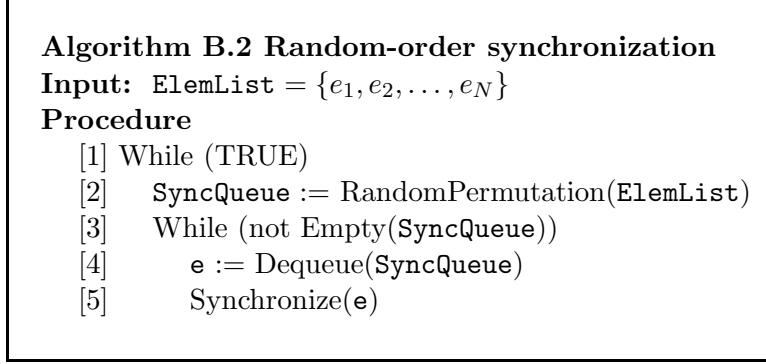 Algorithm B.2 Random-order synchronization
Input: ElemList = {e1, e2, . . . , eN}
Procedure
[1] While (TRUE)
[2] SyncQueue := RandomPermutation(ElemList)
[3] While (not Empty(SyncQueue))
[4] e := Dequeue(SyncQueue)
[5] Synchronize(e)